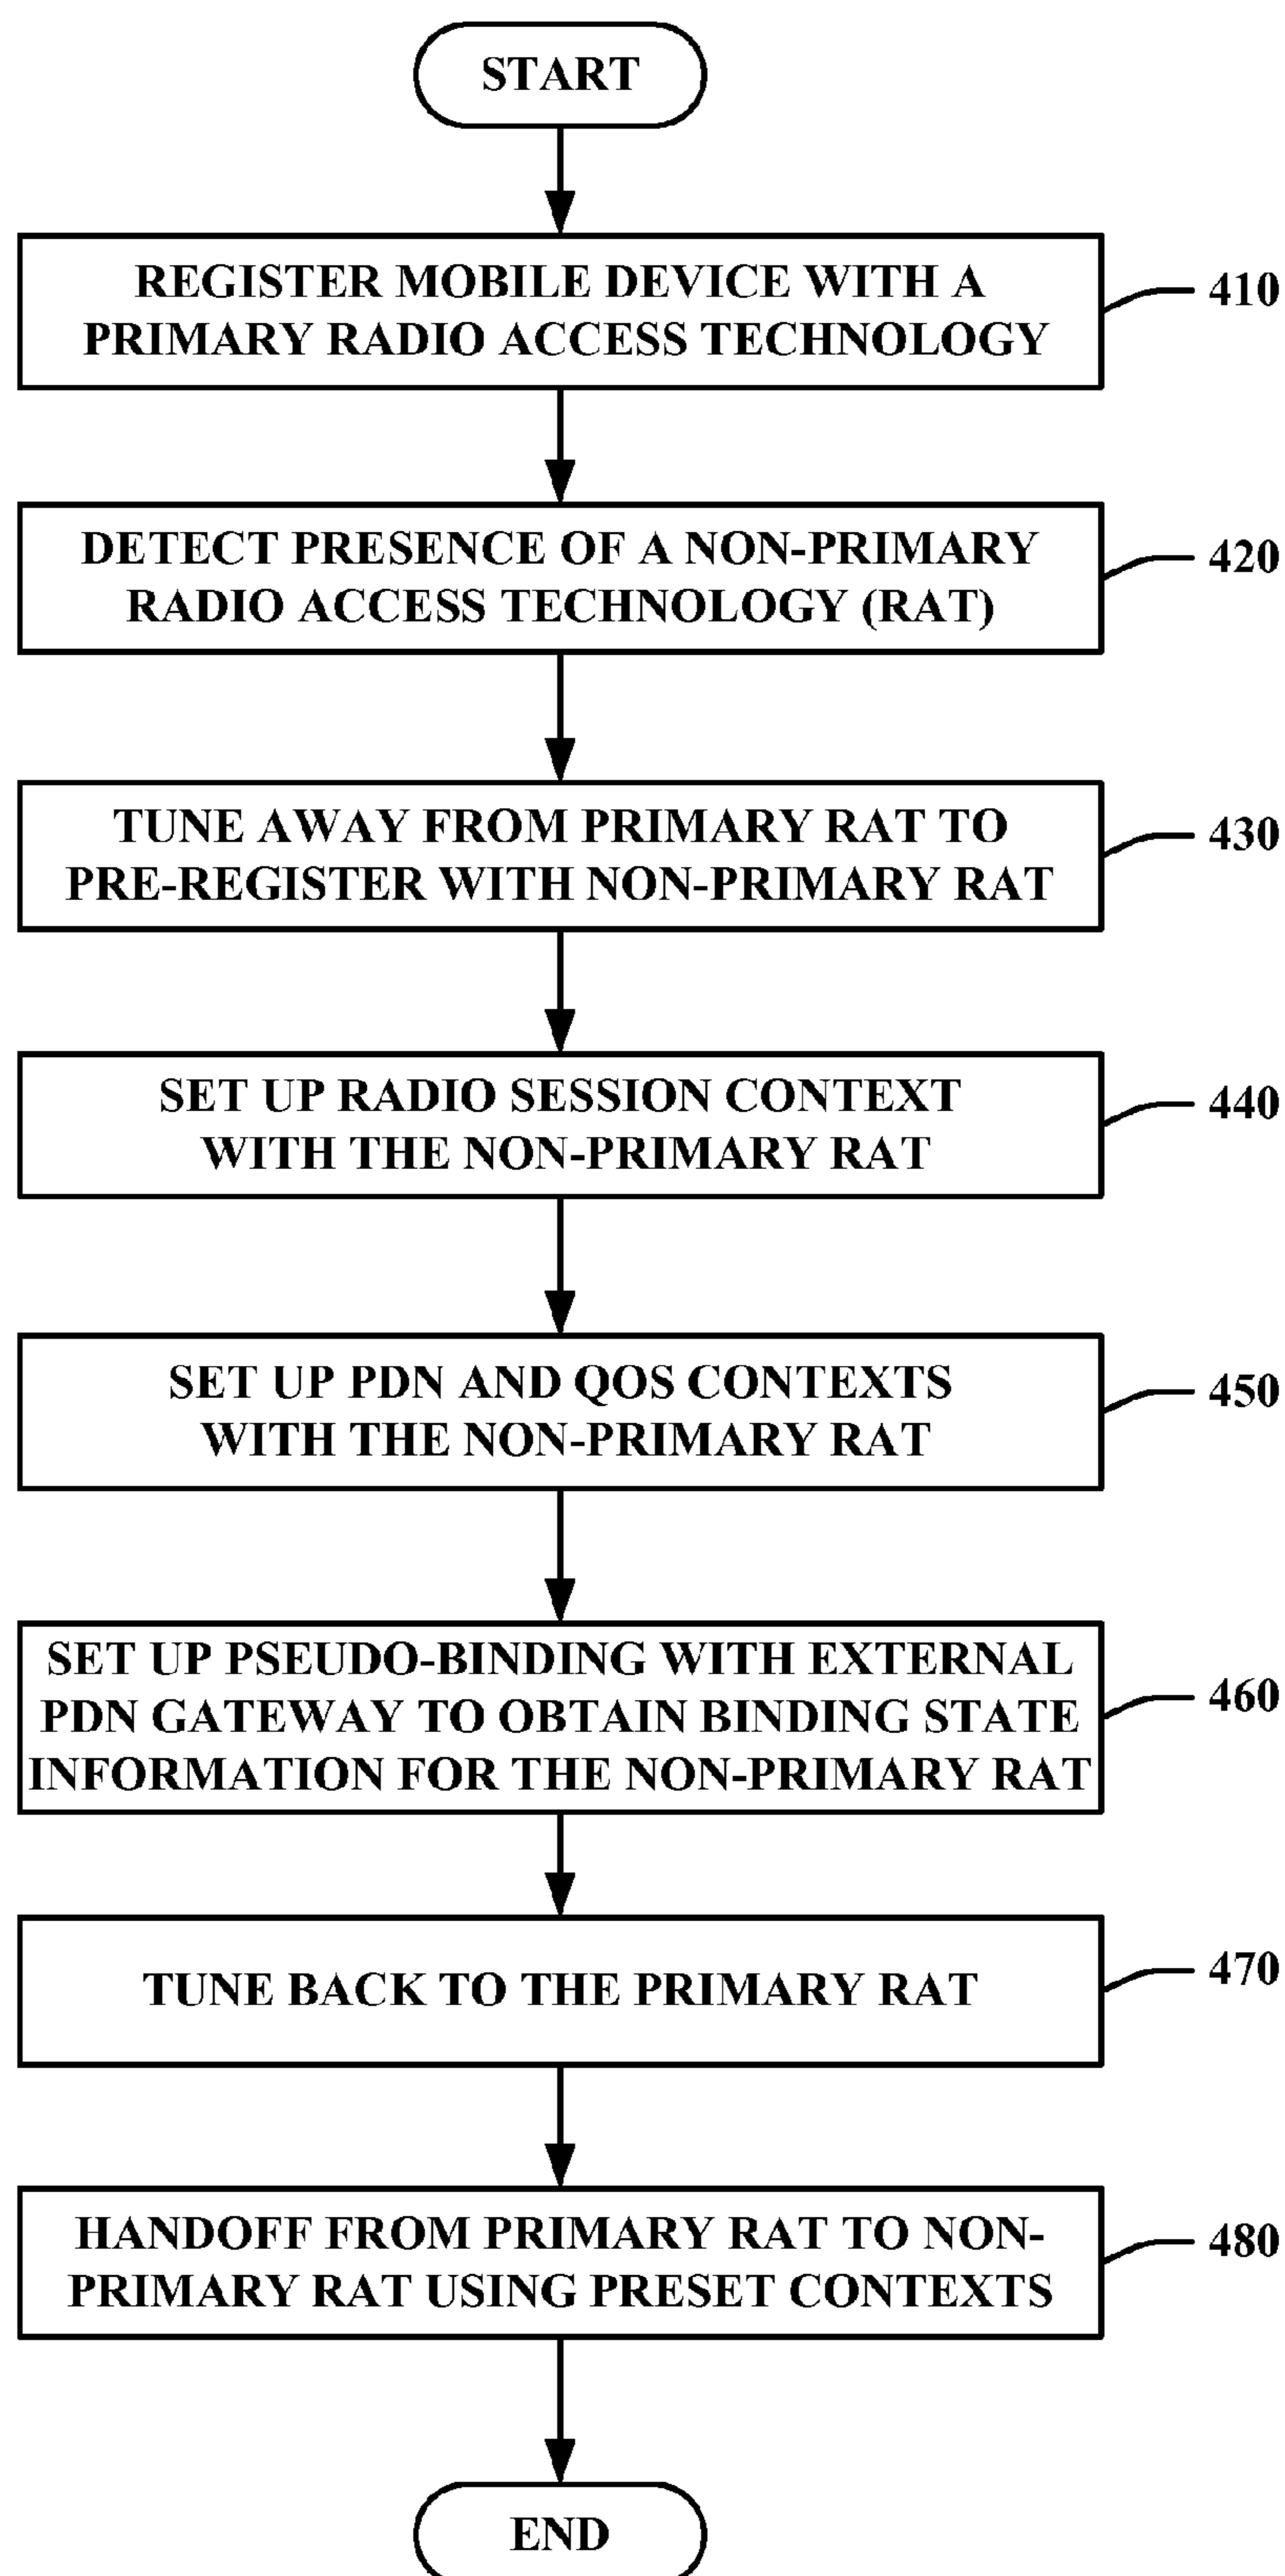 START
REGISTER MOBILE DEVICE WITH A
PRIMARY RADIO ACCESS TECHNOLOGY
410
DETECT PRESENCE OF A NON-PRIMARY
RADIO ACCESS TECHNOLOGY (RAT)
420
TUNE AWAY FROM PRIMARY RAT TO
PRE-REGISTER WITH NON-PRIMARY RAT
430
SET UP RADIO SESSION CONTEXT
WITH THE NON-PRIMARY RAT
440
SET UP PDN AND QOS CONTEXTS
WITH THE NON-PRIMARY RAT
450
SET UP PSEUDO-BINDING WITH EXTERNAL
PDN GATEWAY TO OBTAIN BINDING STATE
INFORMATION FOR THE NON-PRIMARY RAT
460
TUNE BACK TO THE PRIMARY RAT
470
HANDOFF FROM PRIMARY RAT TO NON-
PRIMARY RAT USING PRESET CONTEXTS
480
END